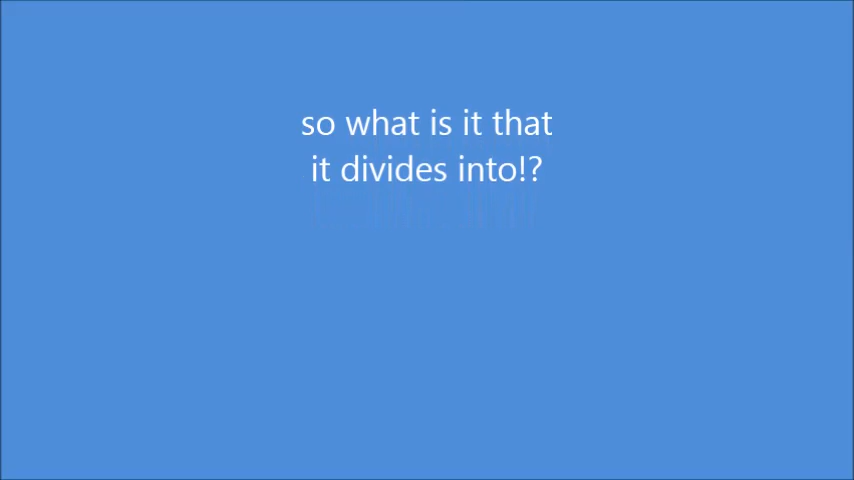 so what is it that
it divides into!?